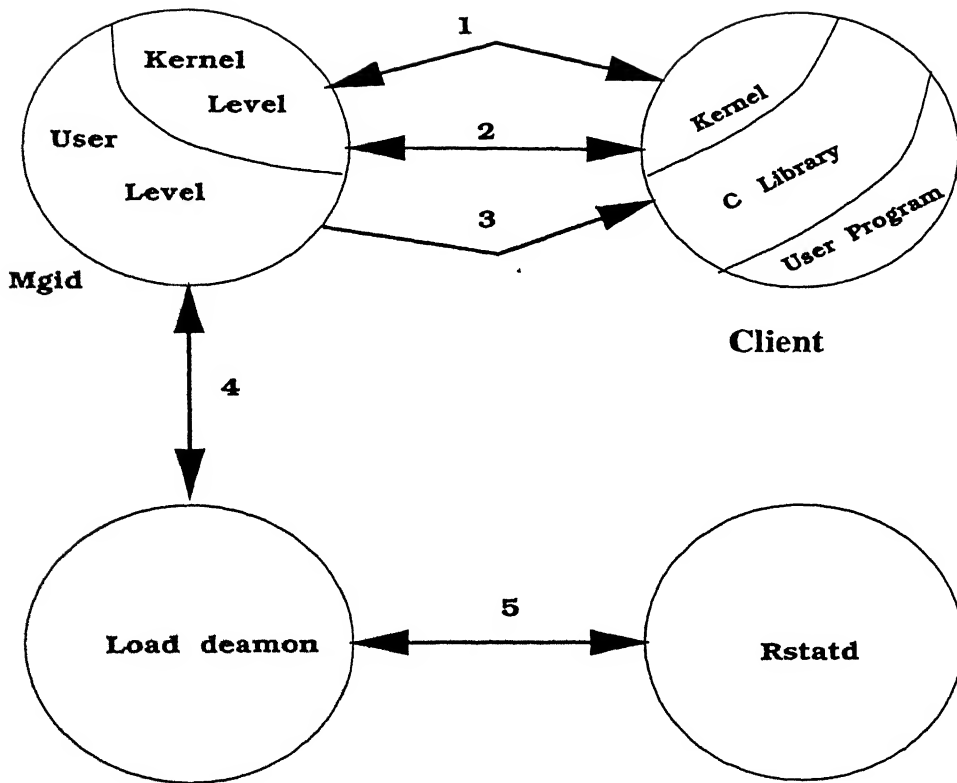 1
Kernel
Level
User
Level
2
3
Mgid
Kernel
C Library
User Program
Client
4
5
Load deamon
Rstatd